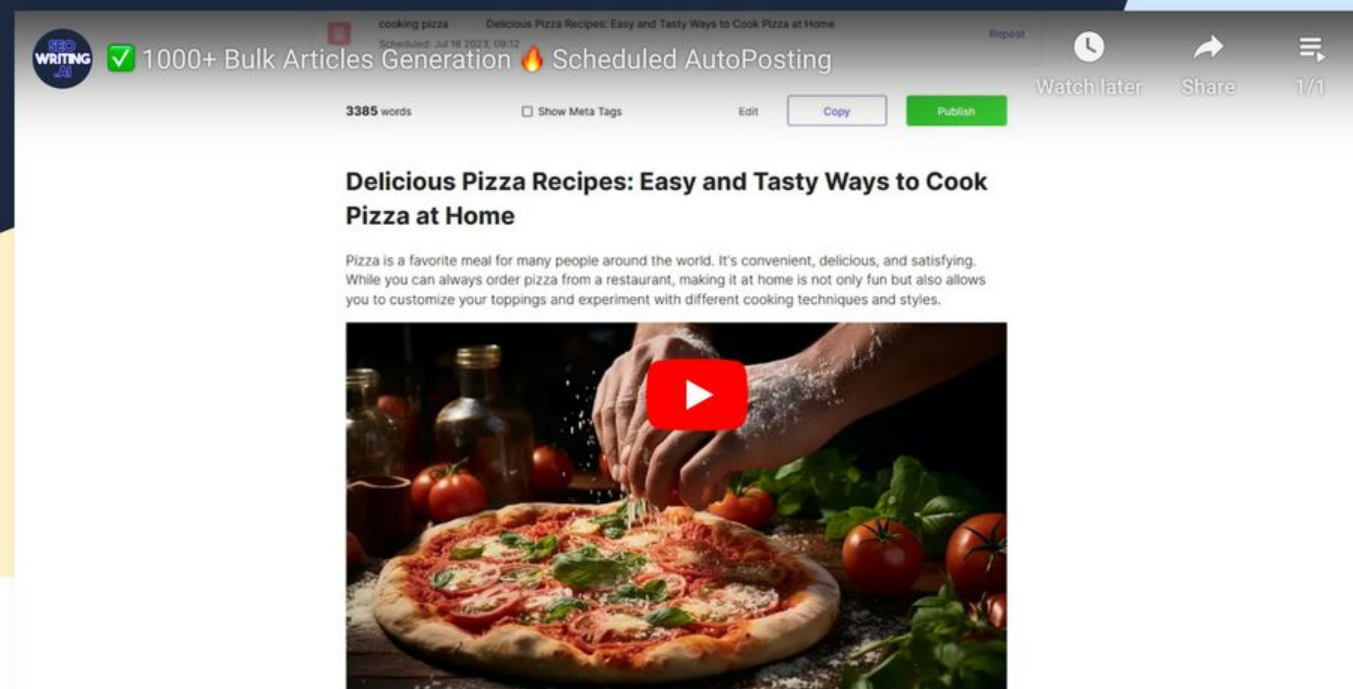 cooking pizza Delicious Pizza Recipes: Easy and Tasty Ways to Cook Pizza at Home
Scheduled: Jul 16 2023, 09:12
Repeat
SEO
WRITING
.AI
✅ 1000+ Bulk Articles Generation 🔥 Scheduled AutoPosting
Watch later
Share
1/1
3385 words
Show Meta Tags
Edit
Copy
Publish
Delicious Pizza Recipes: Easy and Tasty Ways to Cook
Pizza at Home
Pizza is a favorite meal for many people around the world. It's convenient, delicious, and satisfying.
While you can always order pizza from a restaurant, making it at home is not only fun but also allows
you to customize your toppings and experiment with different cooking techniques and styles.